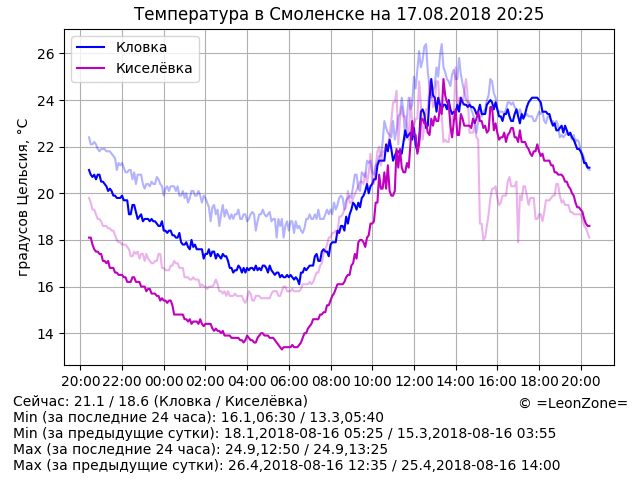 Температура в Смоленске на 17.08.2018 20:25
Кловка
Киселёвка
градусов Цельсия, °С
26
24
22
20
18
16
14
20:00 22:00 00:00 02:00 04:00 06:00 08:00 10:00 12:00 14:00 16:00 18:00 20:00
Сейчас: 21.1 / 18.6 (Кловка / Киселёвка)
© =LeonZone=
Min (за последние 24 часа): 16.1,06:30 / 13.3,05:40
Min (за предыдущие сутки): 18.1,2018-08-16 05:25 / 15.3,2018-08-16 03:55
Max (за последние 24 часа): 24.9,12:50 / 24.9,13:25
Max (за предыдущие сутки): 26.4,2018-08-16 12:35 / 25.4,2018-08-16 14:00